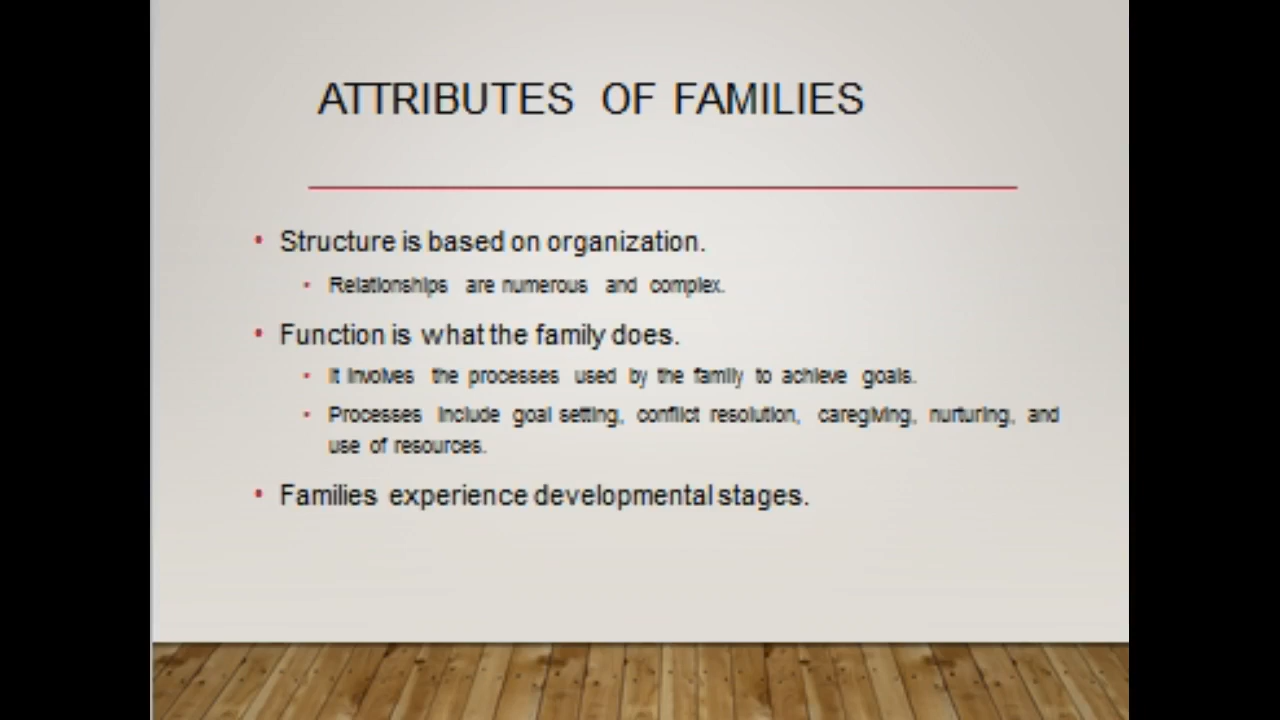 ATTRIBUTES OF FAMILIES
• Structure is based on organization.
• Relationships are numerous and complex.
• Function is what the family does.
• It involves the processes used by the family to achieve goals.
• Processes include goal setting, conflict resolution, caregiving, nurturing, and
use of resources.
• Families experience developmental stages.